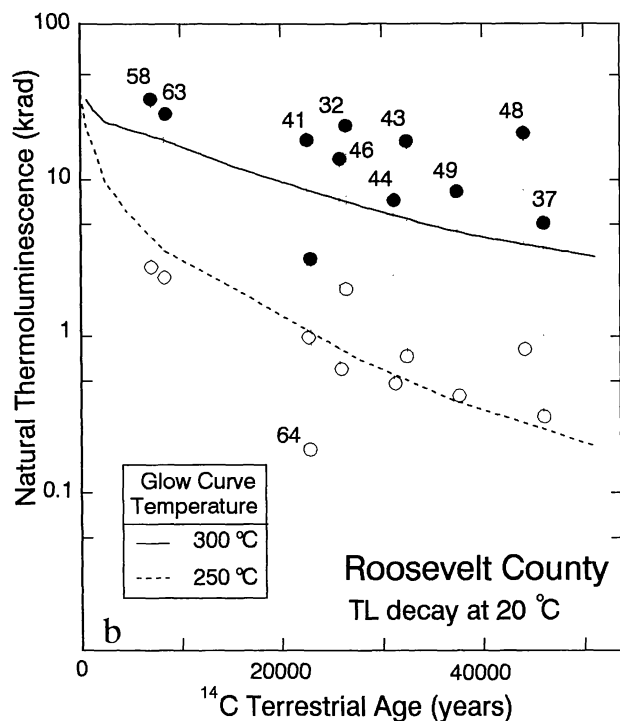 100
10
1
0.1
Natural Thermoluminescence (krad)
58
63
41
32
46
43
44
49
48
37
64
Glow Curve
Temperature
300 °C
250 °C
b
Roosevelt County
TL decay at 20 °C
0 20000 40000
¹⁴C Terrestrial Age (years)